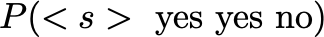 P(< s > yes yes no)